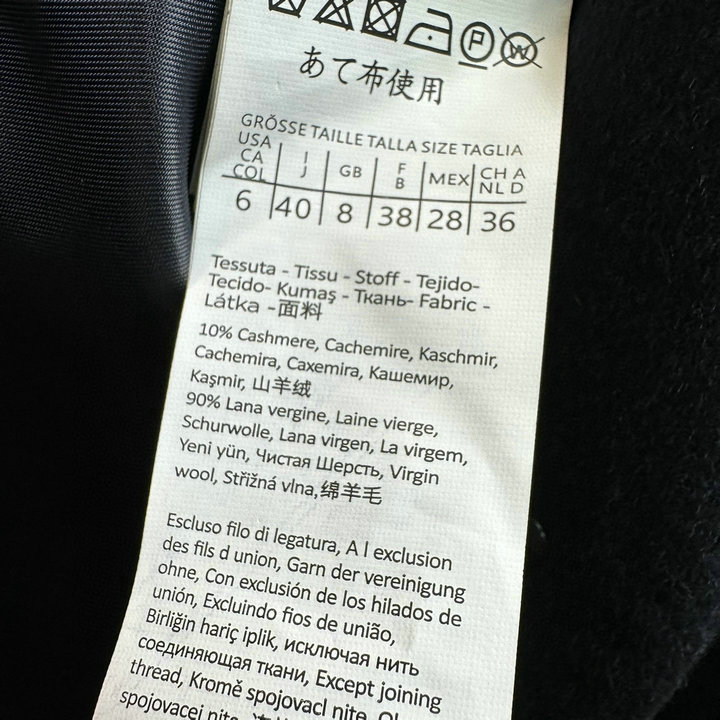 P
W
あて布使用
GRŐSSE TAILLE TALLA SIZE TAGLIA
USA CA COL I J GB F B MEX CH A NL D
6 40 8 38 28 36
Tessuta - Tissu - Stoff - Tejido-
Tecido- Kumaş - Ткань- Fabric -
Látka -面料
10% Cashmere, Cachemire, Kaschmir,
Cachemira, Caxemira, Кашемир,
Kaşmir, 山羊绒
90% Lana vergine, Laine vierge,
Schurwolle, Lana virgen, La virgem,
Yeni yün, Чистая Шерсть, Virgin
wool, Střižná vlna,绵羊毛
Escluso filo di legatura, A l exclusion
des fils d union, Garn der vereinigung
ohne, Con exclusión de los hilados de
unión, Excluindo fios de união,
Birliğin hariç iplik, исключая нить
соединяющая ткани, Except joining
thread, Kromě spojovacl nite,
spojovacej nite,